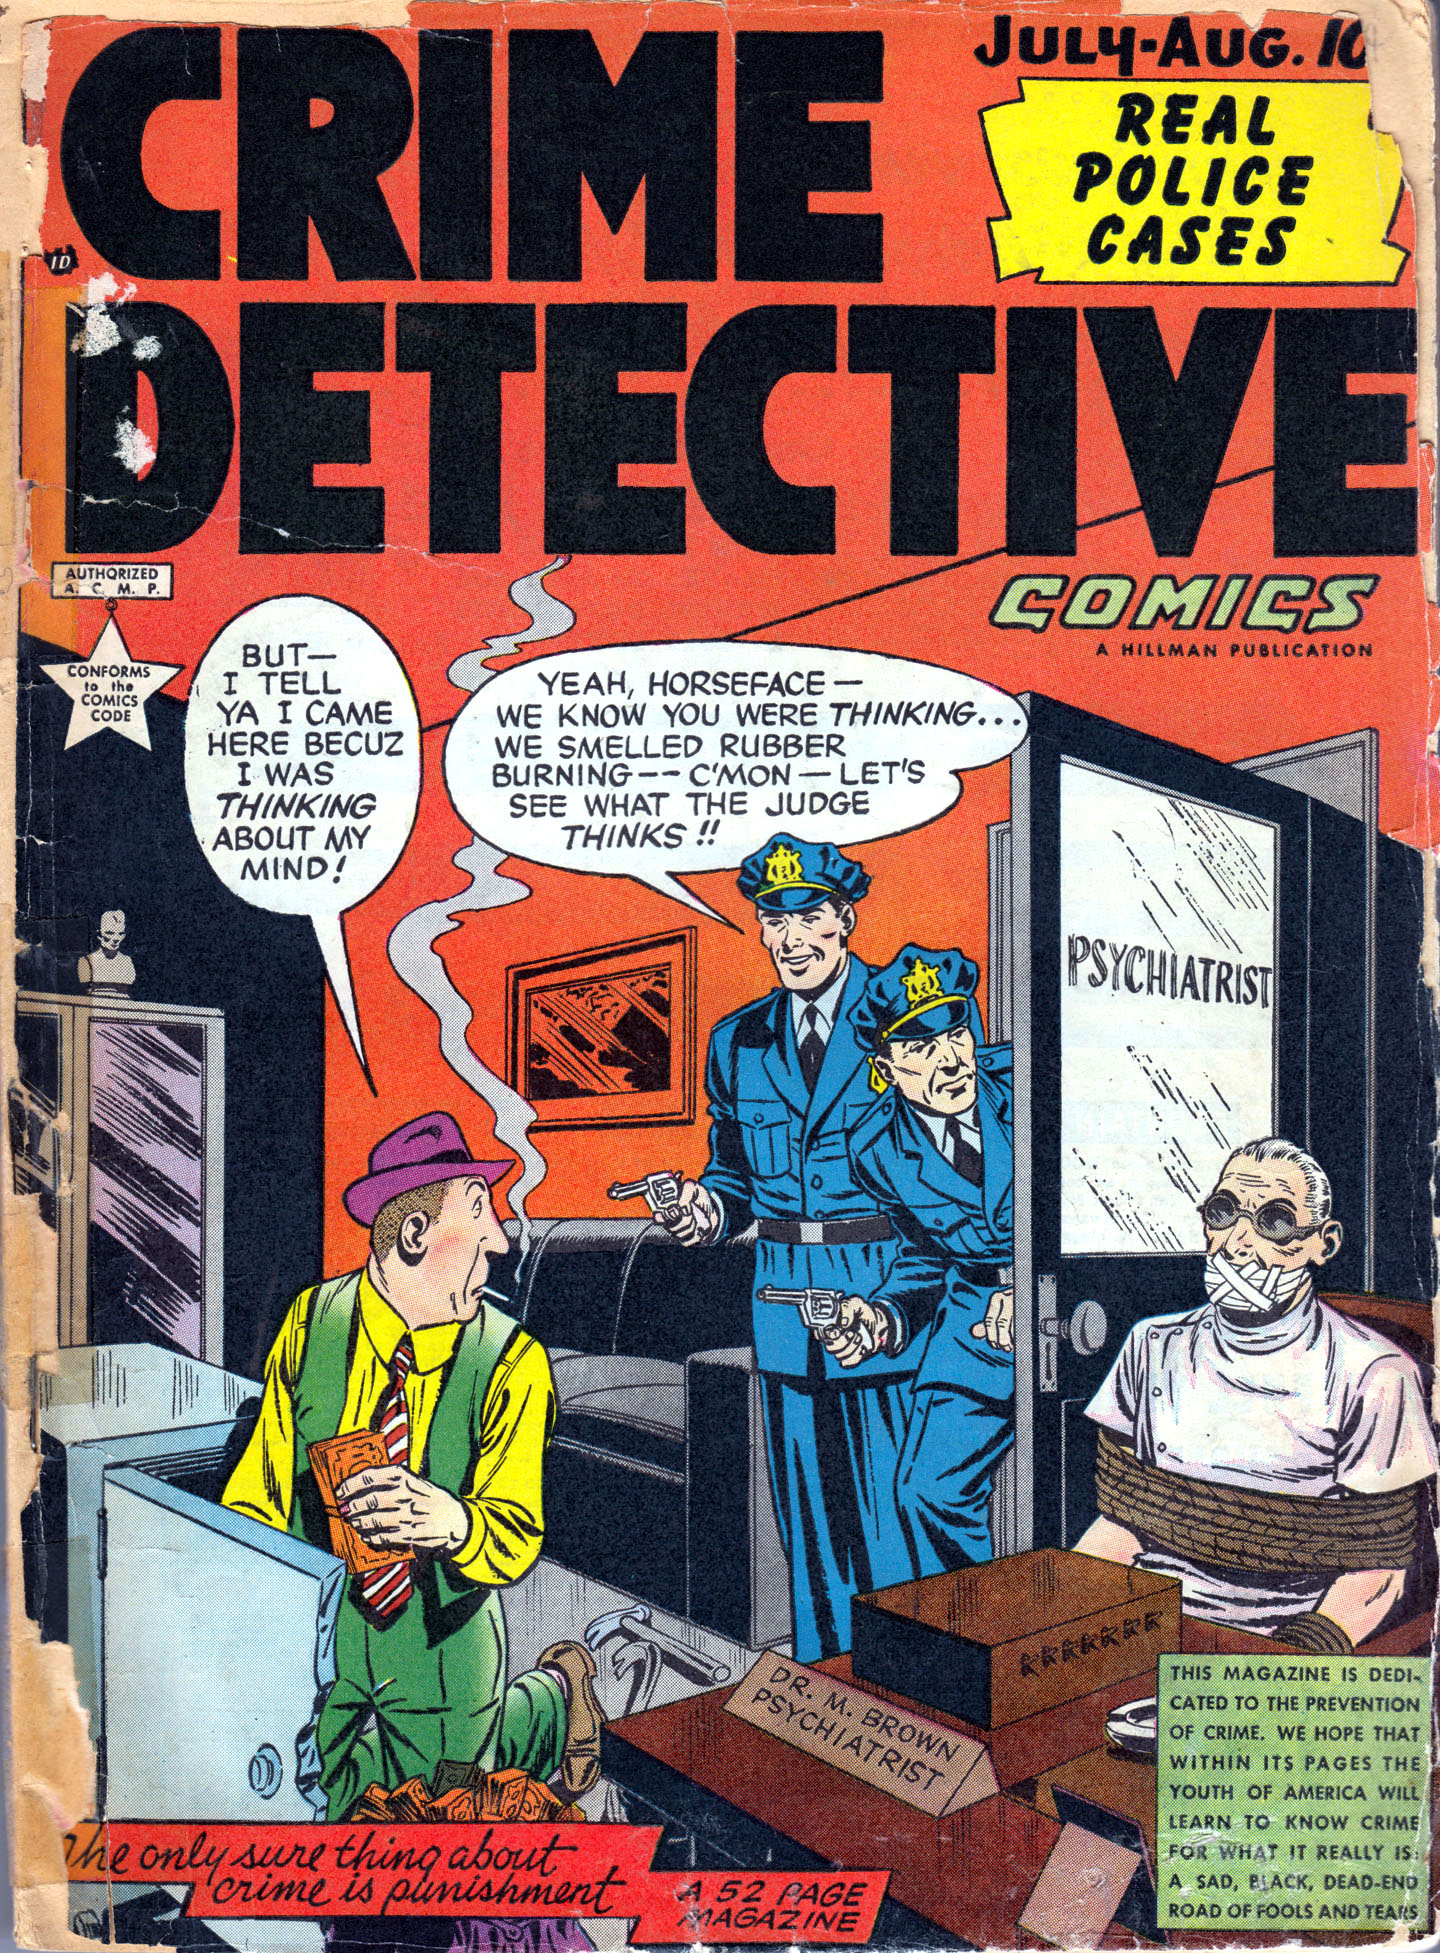 CRIME
DETECTIVE
COMICS
A HILLMAN PUBLICATION
JULY-AUG. 10
REAL
POLICE
CASES
ID
AUTHORIZED
A. C. M. P.
CONFORMS
to the
COMICS
CODE
BUT—
I TELL
YA I CAME
HERE BECUZ
I WAS
THINKING
ABOUT MY
MIND!
YEAH, HORSEFACE—
WE KNOW YOU WERE THINKING...
WE SMELLED RUBBER
BURNING-- C'MON— LET'S
SEE WHAT THE JUDGE
THINKS!!
PSYCHIATRIST
DR. M. BROWN
PSYCHIATRIST
The only sure thing about
crime is punishment
A 52 PAGE
MAGAZINE
THIS MAGAZINE IS DEDI-
CATED TO THE PREVENTION
OF CRIME. WE HOPE THAT
WITHIN ITS PAGES THE
YOUTH OF AMERICA WILL
LEARN TO KNOW CRIME
FOR WHAT IT REALLY IS:
A SAD, BLACK, DEAD-END
ROAD OF FOOLS AND TEARS